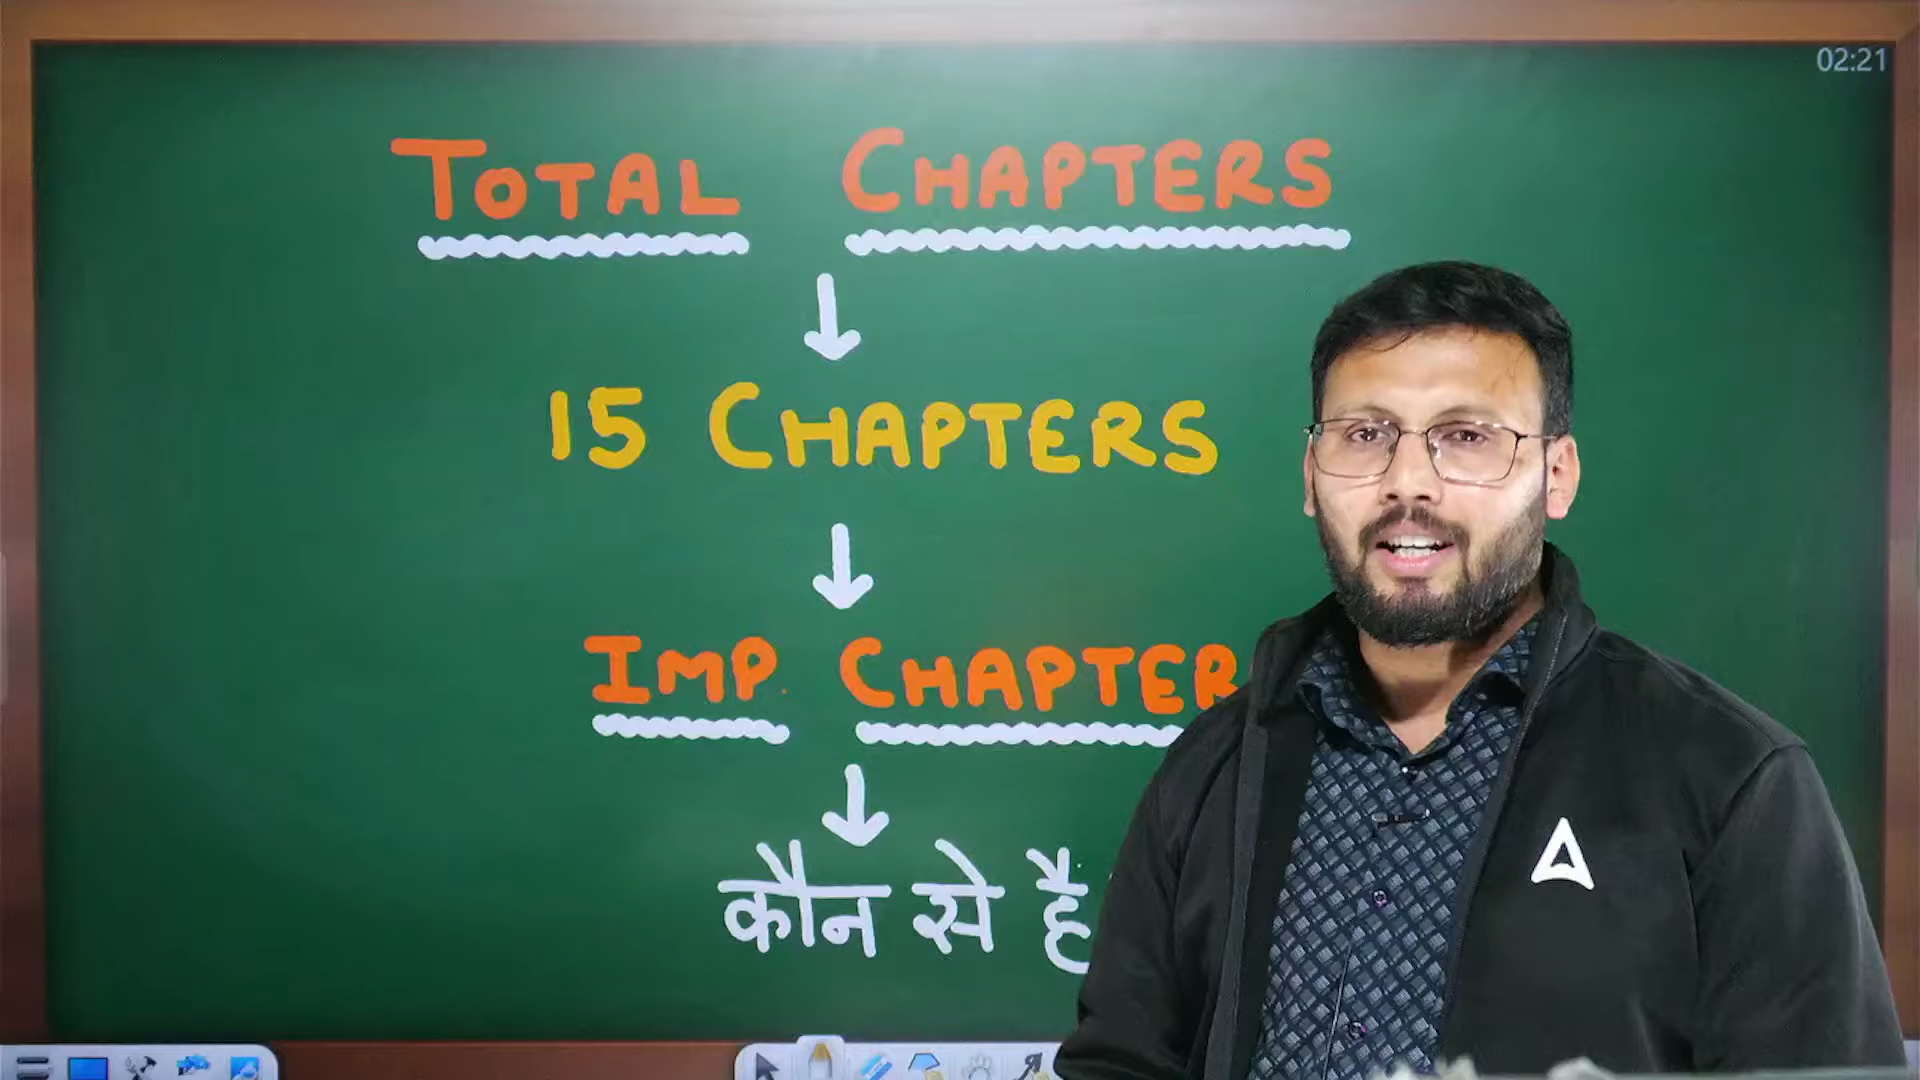 02:21
TOTAL CHAPTERS
15 CHAPTERS
IMP. CHAPTER
कौन से है